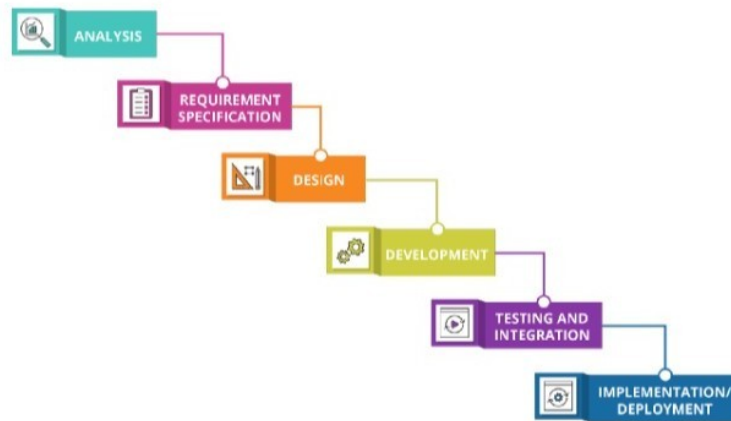 ANALYSIS
REQUIREMENT
SPECIFICATION
DESIGN
DEVELOPMENT
TESTING AND
INTEGRATION
IMPLEMENTATION/
DEPLOYMENT